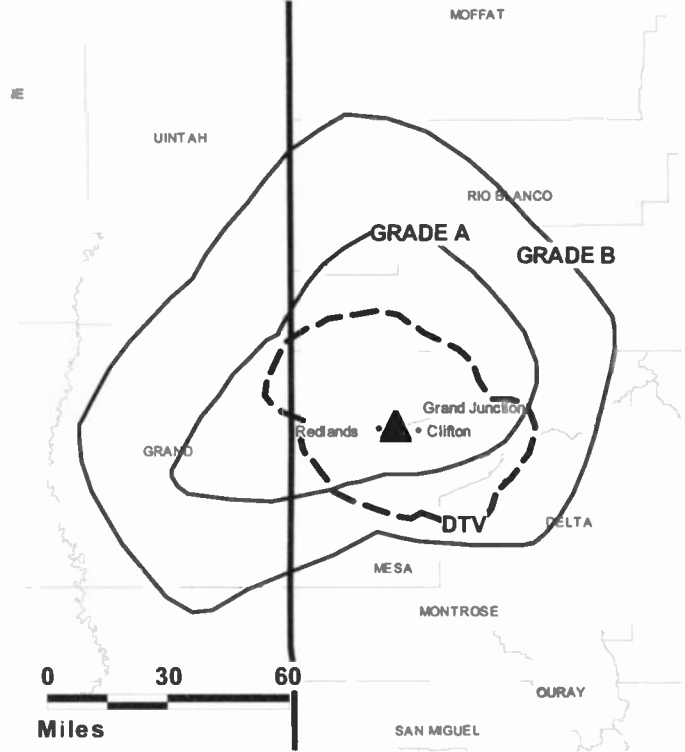 MOFFAT
UINTAH
RIO BLANCO
GRADE A
GRADE B
Grand Junction
Redlands
Clifton
GRAND
DTV
DELTA
MESA
MONTROSE
0 30 60
OURAY
Miles
SAN MIGUEL